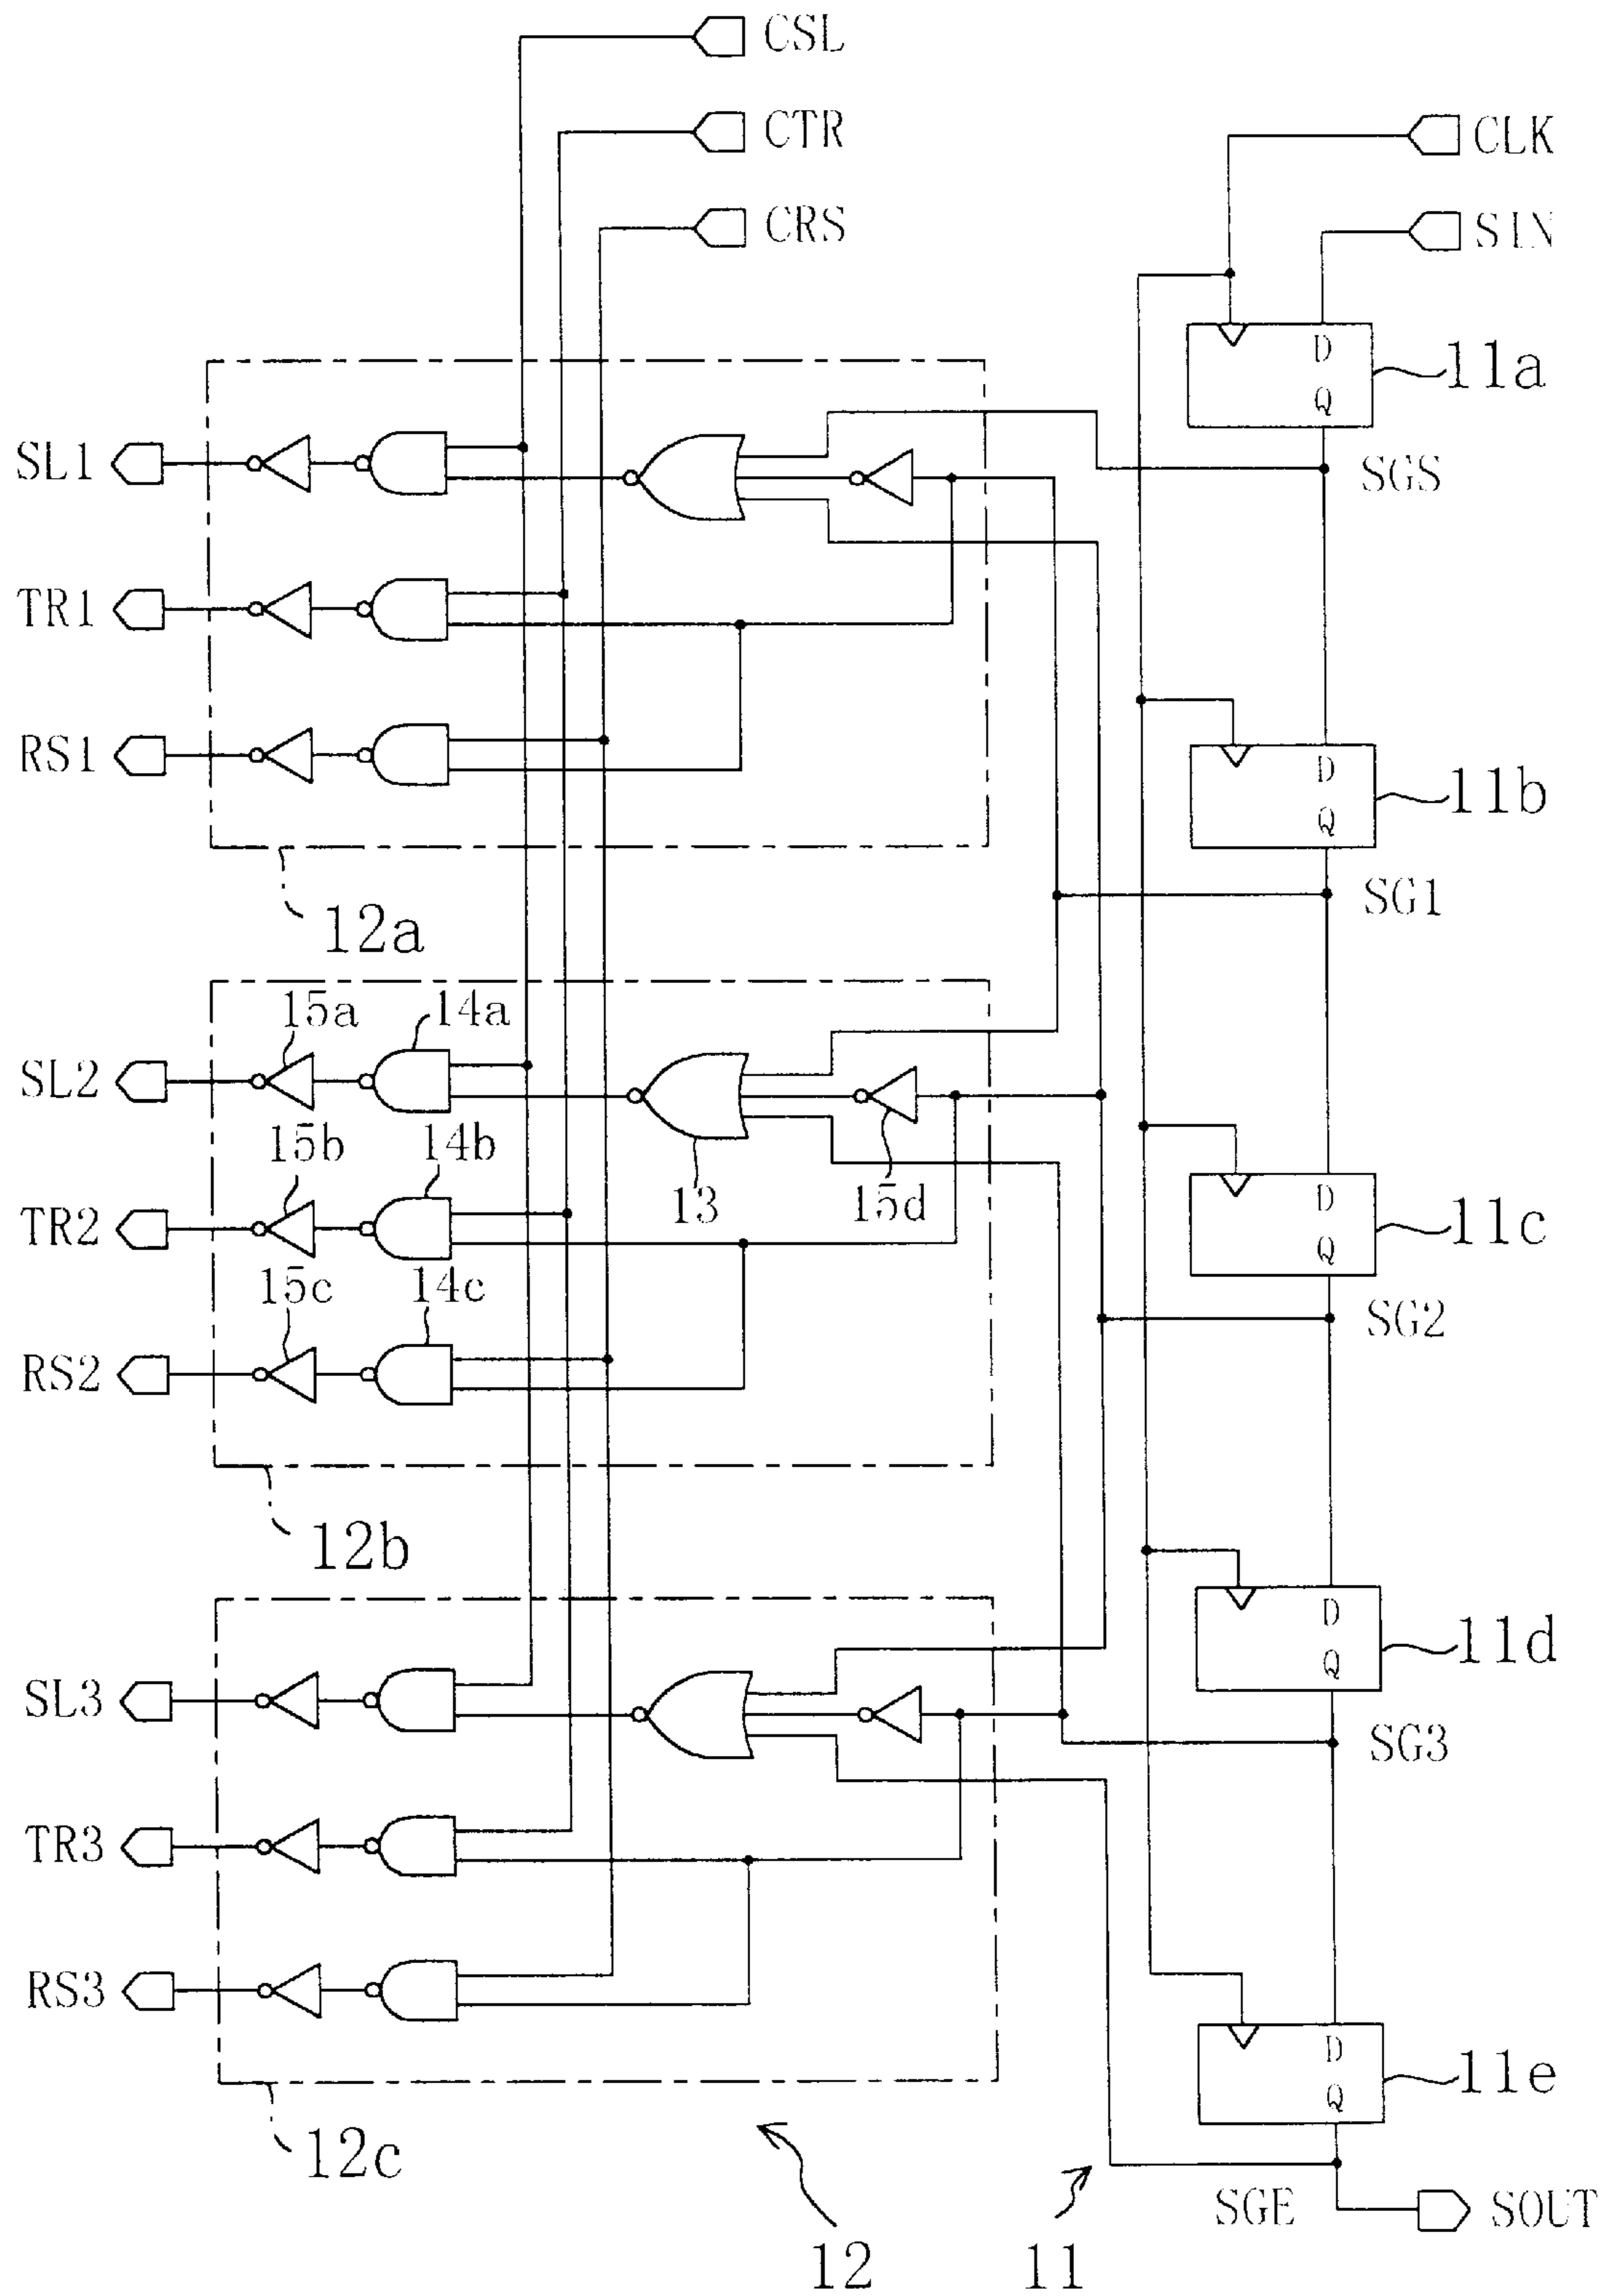 CSL
CTR
CLK
CRS
SIN
D
Q
11a
SL1
SGS
TR1
RS1
D
Q
11b
SG1
12a
15a
14a
SL2
15b
14b
13
15d
D
Q
11c
TR2
15c
14c
SG2
RS2
12b
D
Q
11d
SL3
SG3
TR3
RS3
D
Q
11e
12c
SGE
SOUT
12
11